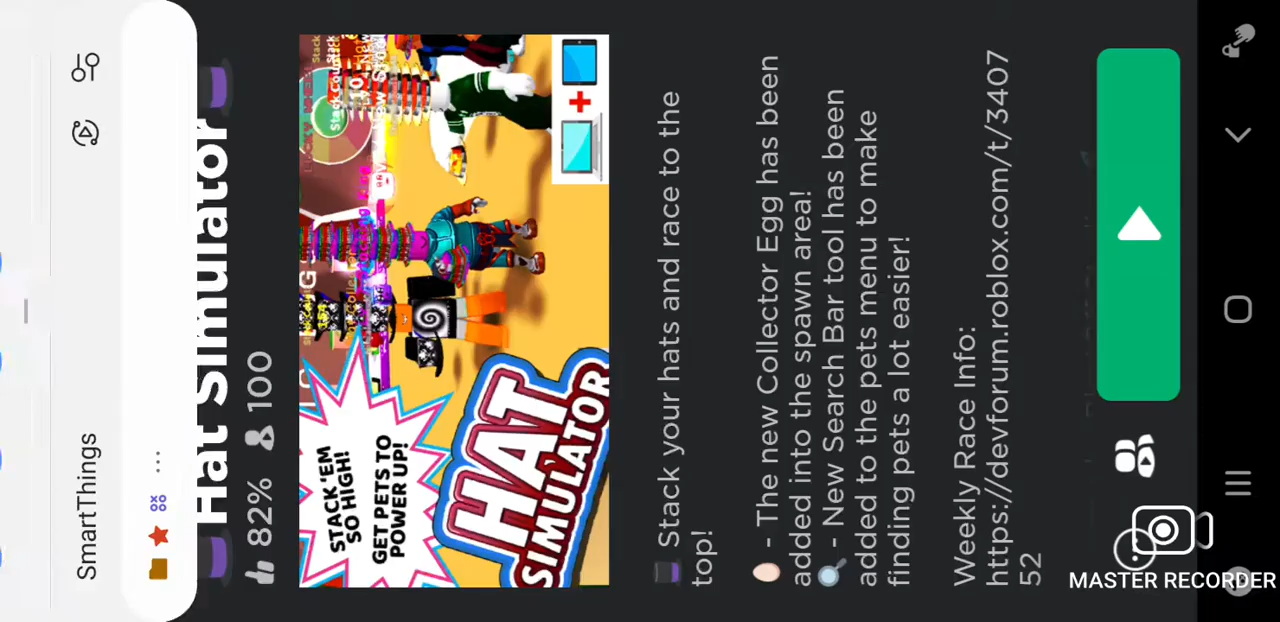 SmartThings
Hat Simulator
82% 100
STACK 'EM
SO HIGH!
GET PETS TO
POWER UP!
HAT
SIMULATOR
Stack your hats and race to the
top!
- The new Collector Egg has been
added into the spawn area!
- New Search Bar tool has been
added to the pets menu to make
finding pets a lot easier!
Weekly Race Info:
https://devforum.roblox.com/t/3407
52
MASTER RECORDER